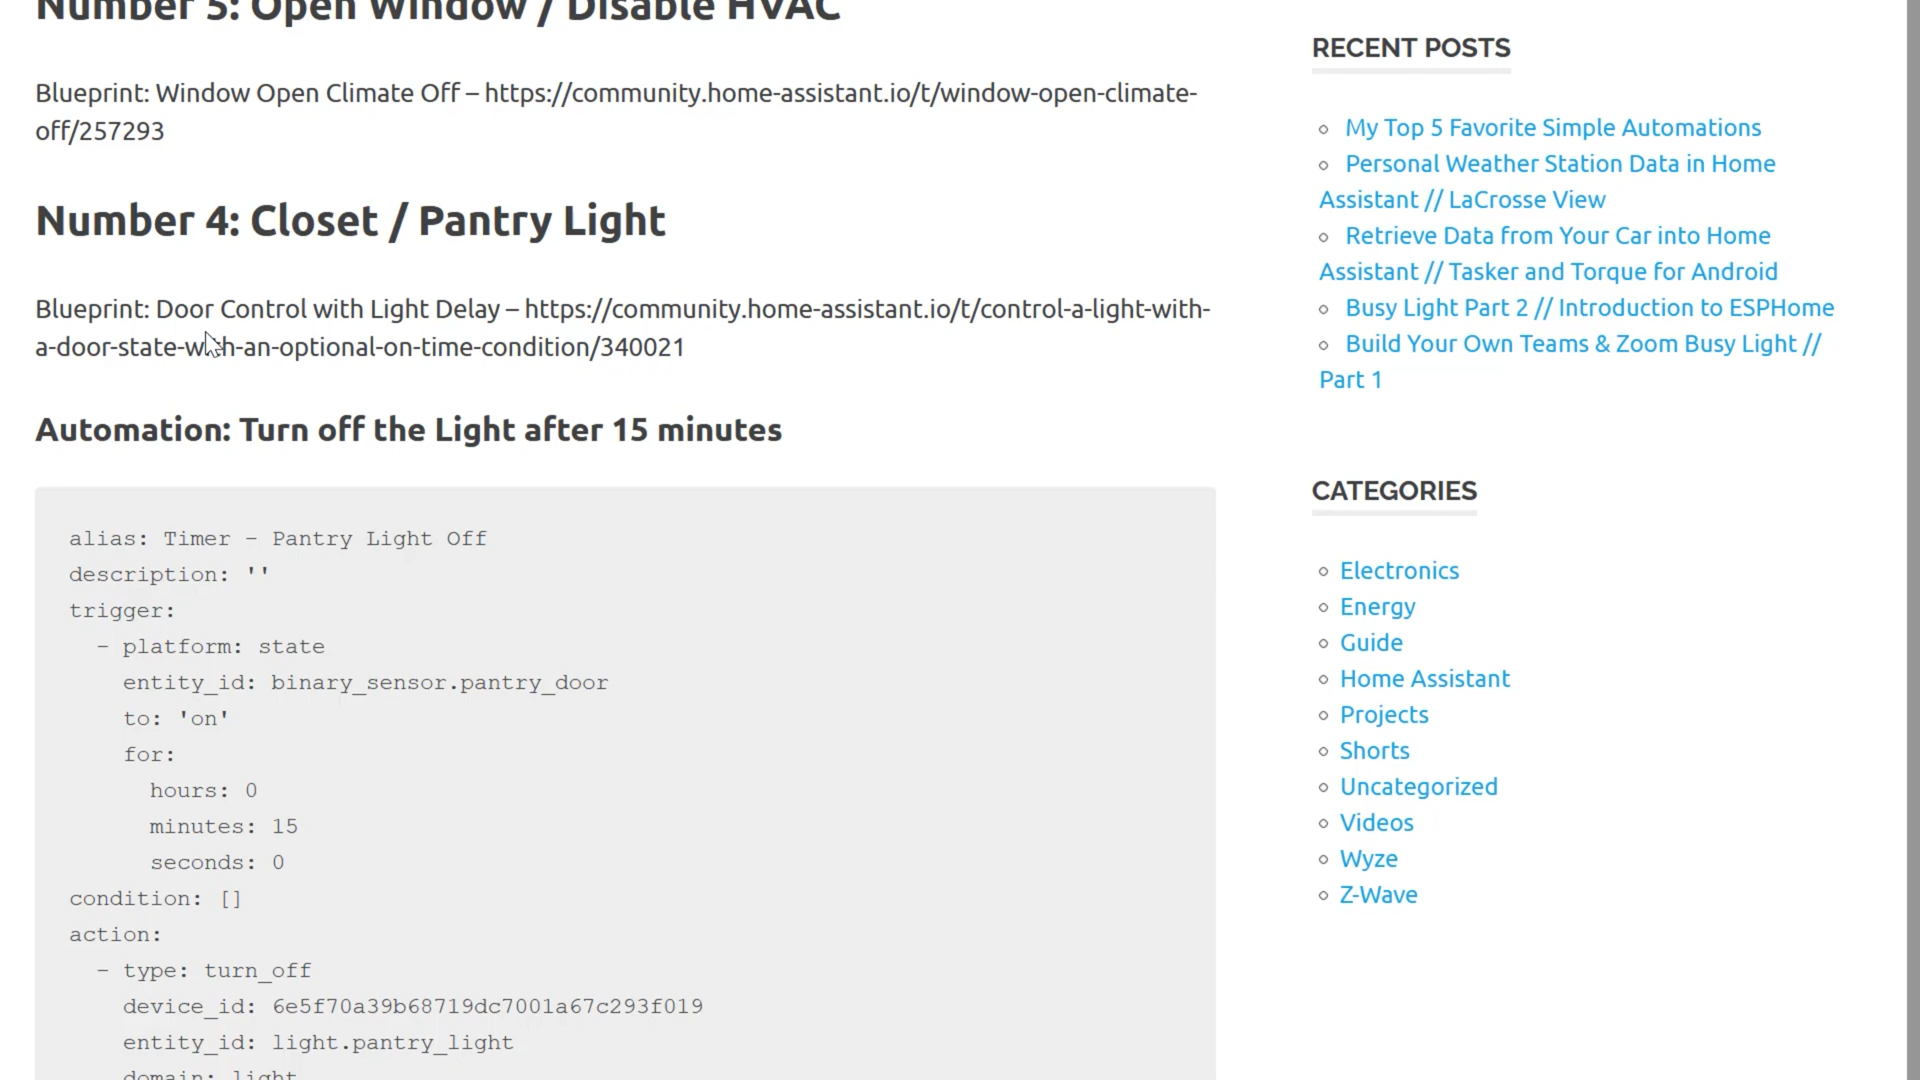 Number 5: Open Window / Disable HVAC
Blueprint: Window Open Climate Off – https://community.home-assistant.io/t/window-open-climate-
off/257293
Number 4: Closet / Pantry Light
Blueprint: Door Control with Light Delay – https://community.home-assistant.io/t/control-a-light-with-
a-door-state-with-an-optional-on-time-condition/340021
Automation: Turn off the Light after 15 minutes
alias: Timer - Pantry Light Off
description: ''
trigger:
  - platform: state
    entity_id: binary_sensor.pantry_door
    to: 'on'
    for:
      hours: 0
      minutes: 15
      seconds: 0
condition: []
action:
  - type: turn_off
    device_id: 6e5f70a39b68719dc7001a67c293f019
    entity_id: light.pantry_light
    domain: light
RECENT POSTS
My Top 5 Favorite Simple Automations
Personal Weather Station Data in Home
Assistant // LaCrosse View
Retrieve Data from Your Car into Home
Assistant // Tasker and Torque for Android
Busy Light Part 2 // Introduction to ESPHome
Build Your Own Teams & Zoom Busy Light //
Part 1
CATEGORIES
Electronics
Energy
Guide
Home Assistant
Projects
Shorts
Uncategorized
Videos
Wyze
Z-Wave